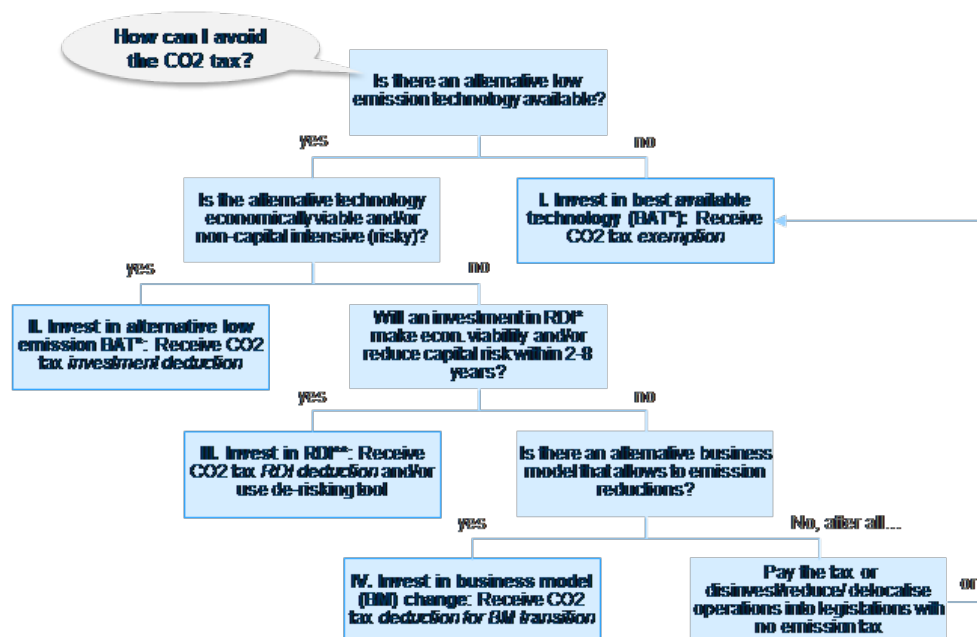 How can I avoid
the CO2 tax?
Is there an alternative low
emission technology available?
yes
no
Is the alternative technology
economically viable and/or
non-capital intensive (risky)?
I. Invest in best available
technology (BAT*): Receive
CO2 tax exemption
yes
no
II. Invest in alternative low
emission BAT*: Receive CO2
tax investment deduction
Will an investment in RDI*
make econ. viability and/or
reduce capital risk within 2-8
years?
yes
no
III. Invest in RDI**: Receive
CO2 tax RDI deduction and/or
use de-risking tool
Is there an alternative business
model that allows to emission
reductions?
yes
No, after all...
IV. Invest in business model
(BM) change: Receive CO2
tax deduction for BM transition
Pay the tax or
disinvest/reduce/ delocalise
operations into legislations with
no emission tax
or